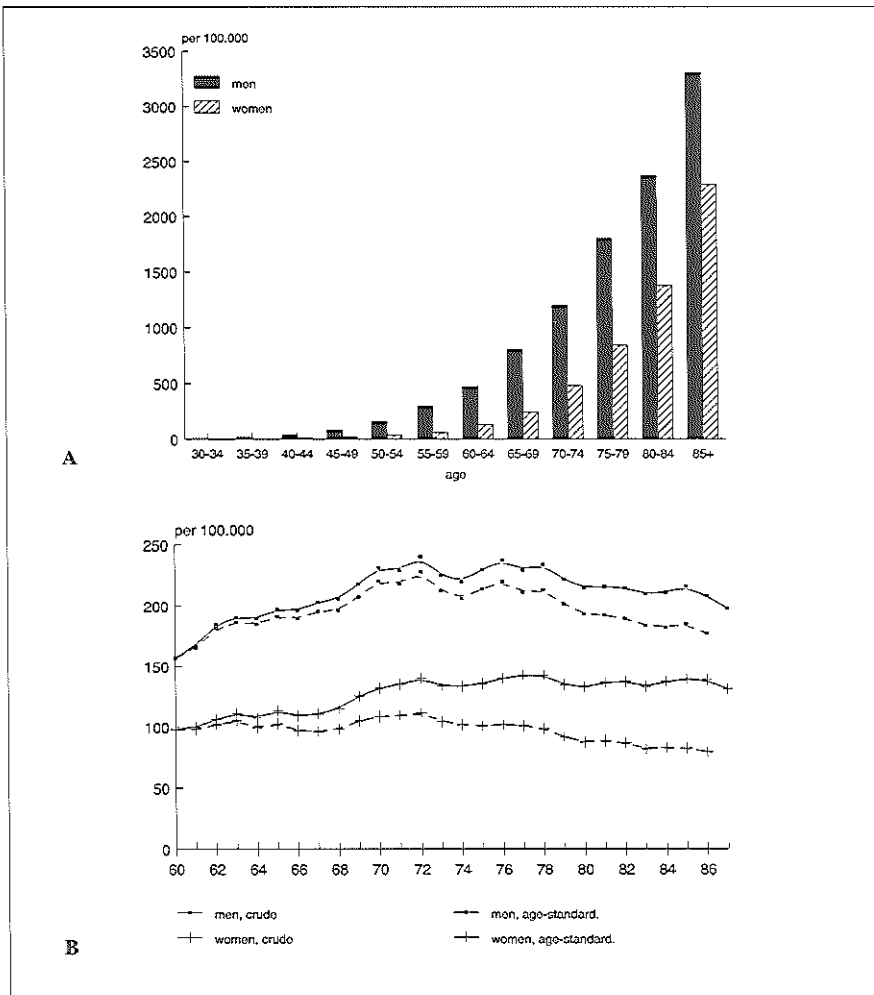 per 100.000
3500
men
women
3000
2500
2000
1500
1000
500
0
30-34 35-39 40-44 45-49 50-54 55-59 60-64 65-69 70-74 75-79 80-84 85+
A
age
per 100.000
250
200
150
100
50
0
60 62 64 66 68 70 72 74 76 78 80 82 84 86
men, crude men, age-standard.
women, crude women, age-standard.
B